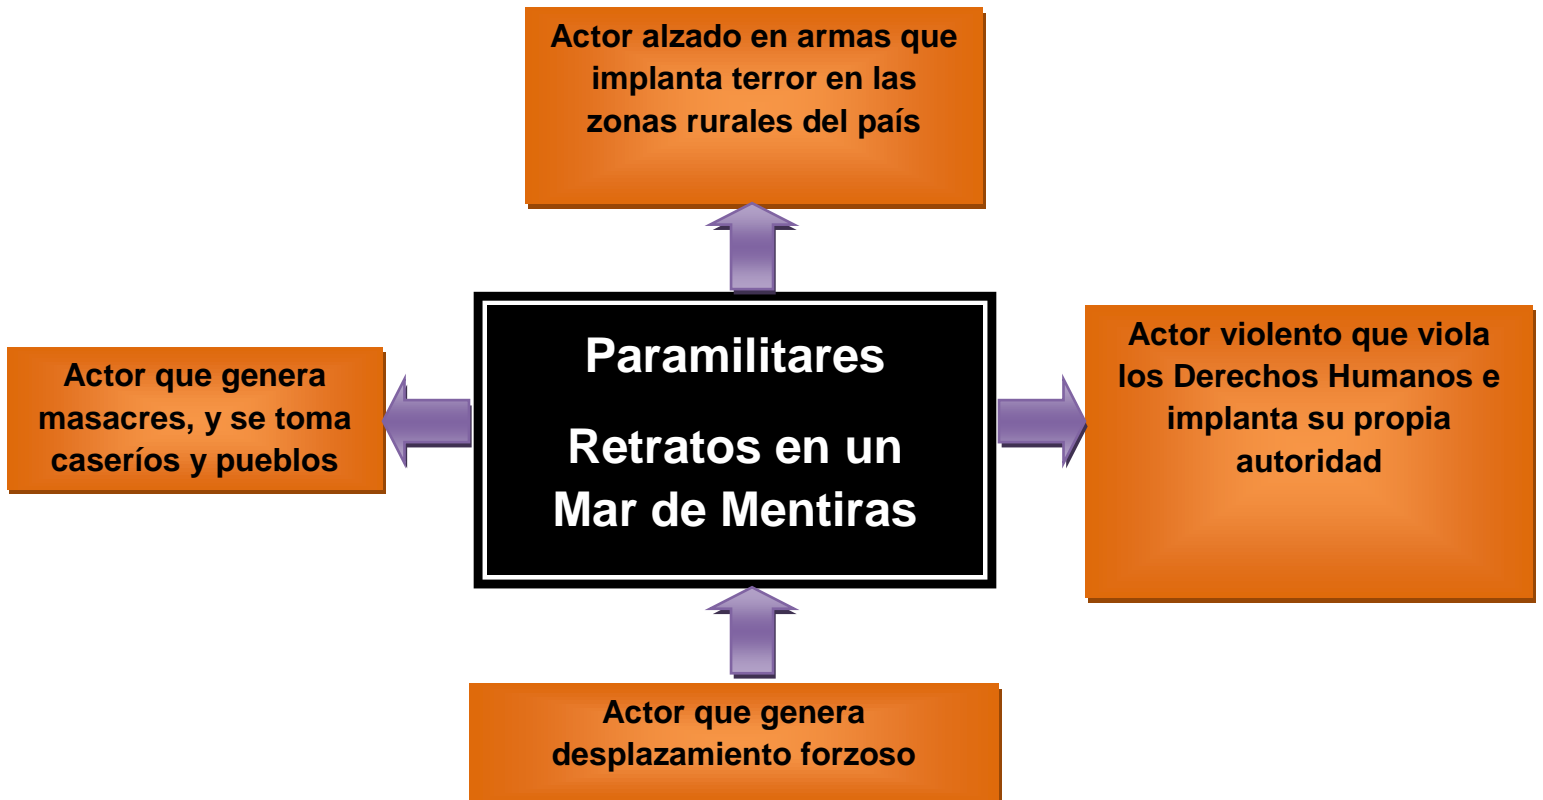 Actor alzado en armas que
implanta terror en las
zonas rurales del país
Actor que genera
masacres, y se toma
caseríos y pueblos
Paramilitares
Retratos en un
Mar de Mentiras
Actor violento que viola
los Derechos Humanos e
implanta su propia
autoridad
Actor que genera
desplazamiento forzoso